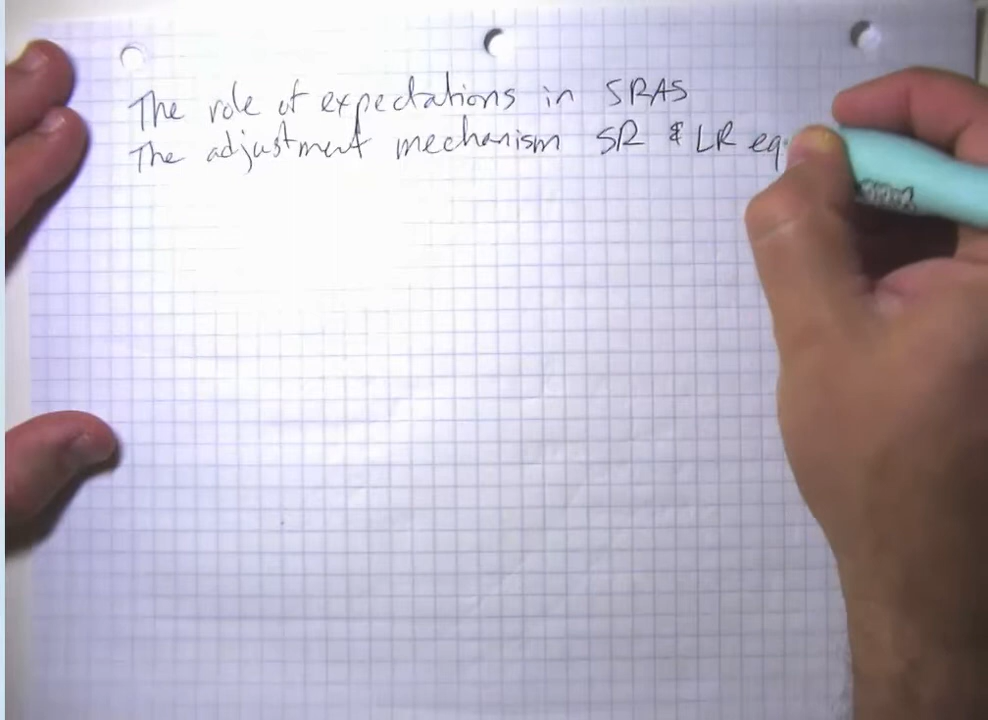 The role of expectations in SRAS
The adjustment mechanism SR & LR eq